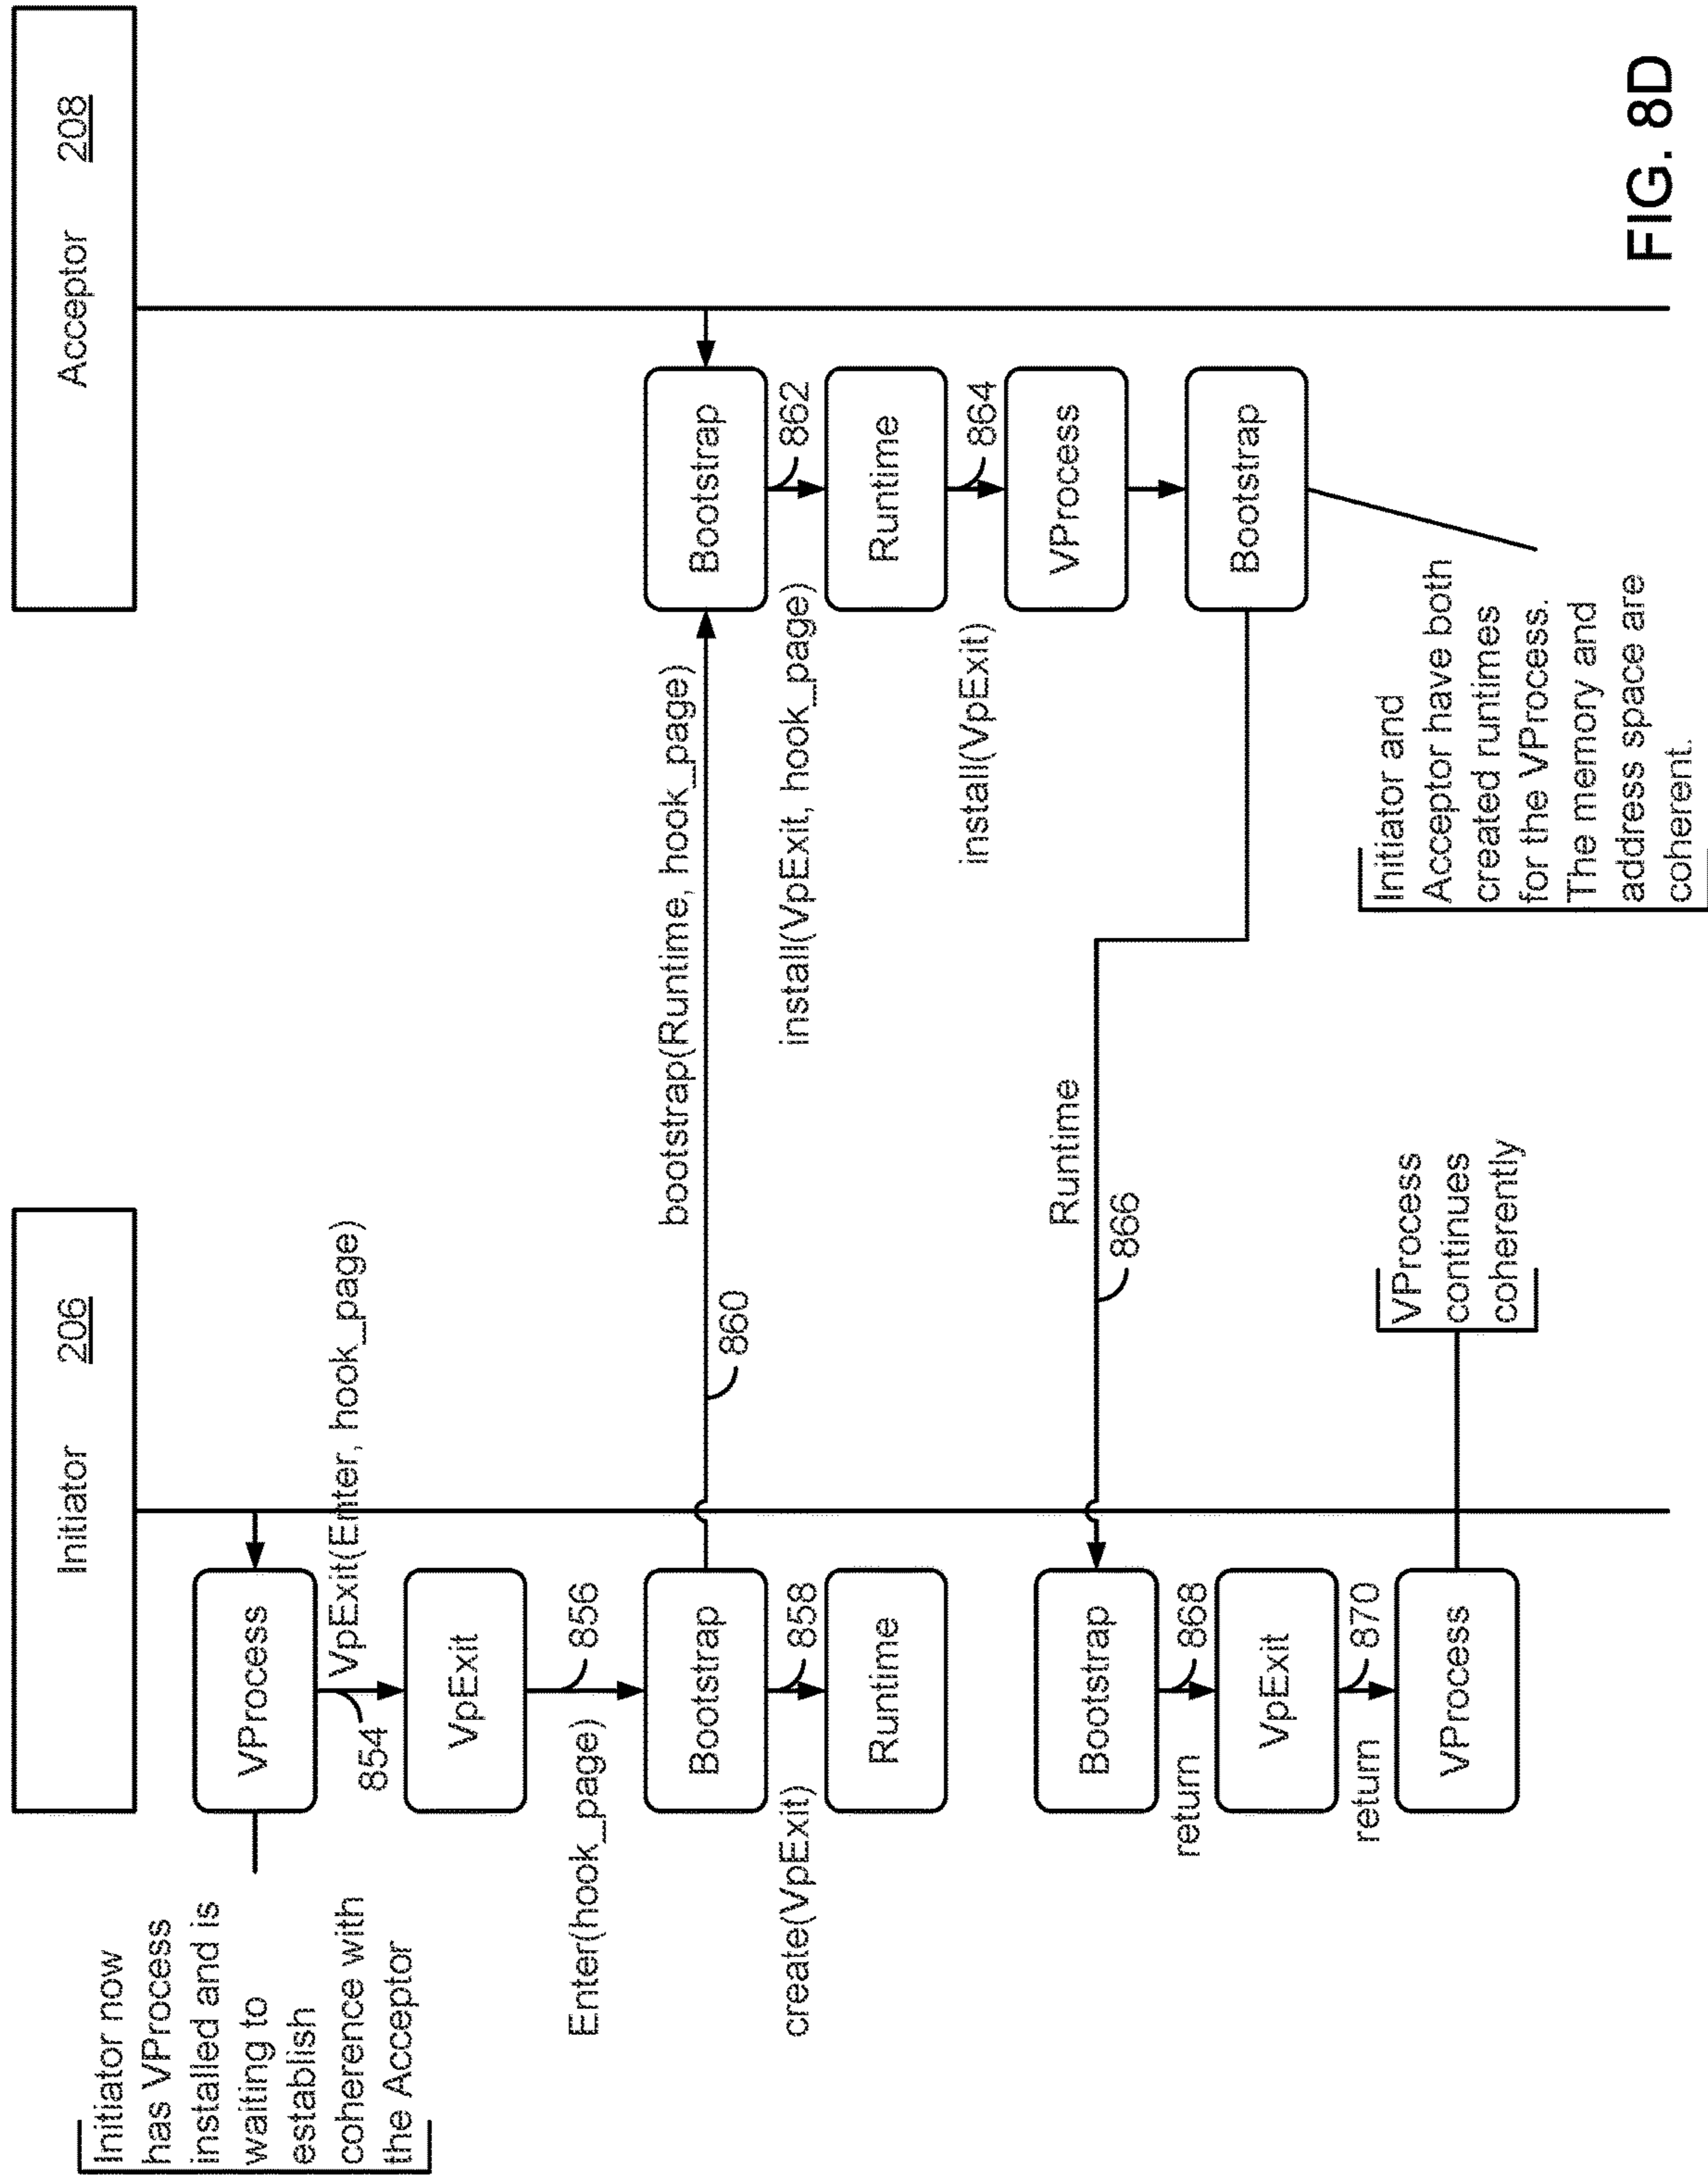 Initiator 206
Acceptor 208
Initiator now
has VProcess
installed and is
waiting to
establish
coherence with
the Acceptor
VProcess
854
VpExit(Enter, hook_page)
VpExit
Enter(hook_page)
856
Bootstrap
860
bootstrap(Runtime, hook_page)
Bootstrap
create(VpExit)
858
install(VpExit, hook_page)
862
Runtime
Runtime
install(VpExit)
864
VProcess
Bootstrap
866
Runtime
Bootstrap
return
868
VpExit
return
870
VProcess
VProcess
continues
coherently
Initiator and
Acceptor have both
created runtimes
for the VProcess.
The memory and
address space are
coherent.
FIG. 8D